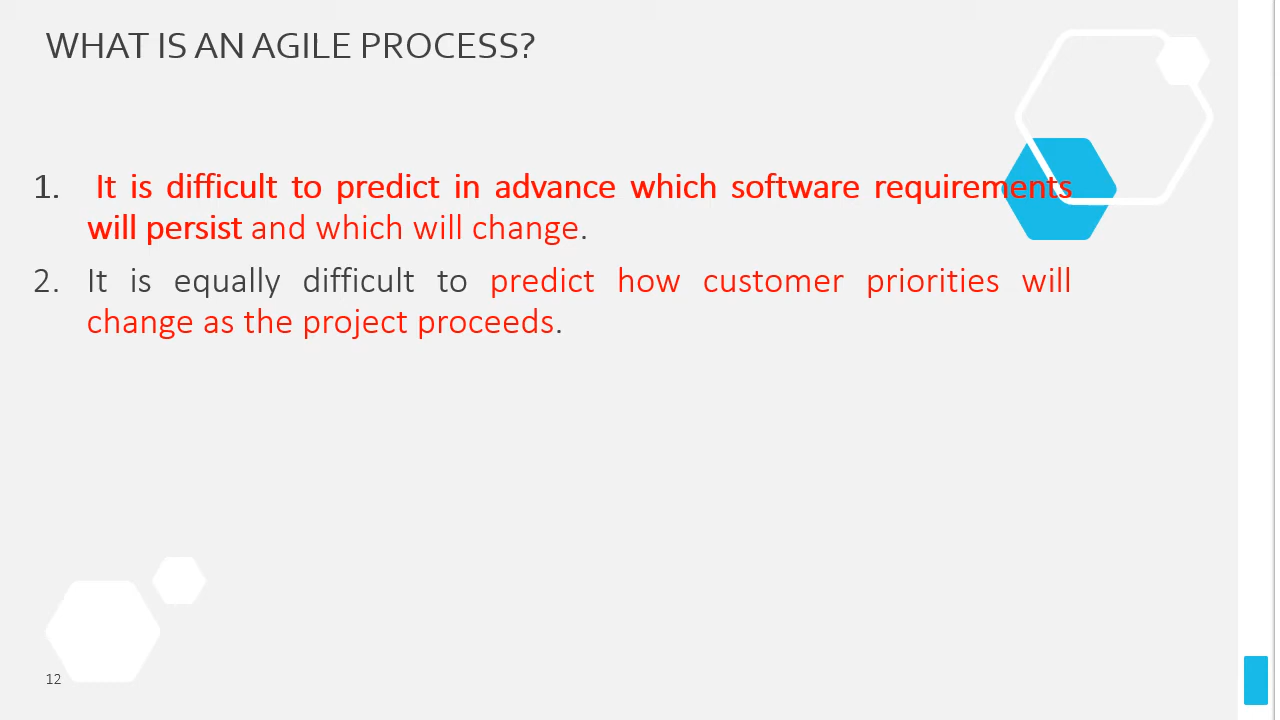 WHAT IS AN AGILE PROCESS?
1. It is difficult to predict in advance which software requirements
will persist and which will change.
2. It is equally difficult to predict how customer priorities will
change as the project proceeds.
12